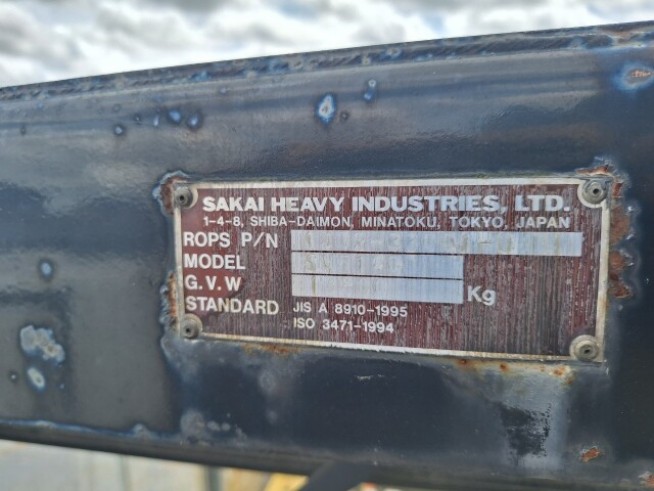 SAKAI HEAVY INDUSTRIES, LTD.
1-4-8, SHIBA-DAIMON, MINATOKU, TOKYO, JAPAN
ROPS P/N
MODEL
G. V. W Kg
STANDARD JIS A 8910-1995
ISO 3471-1994